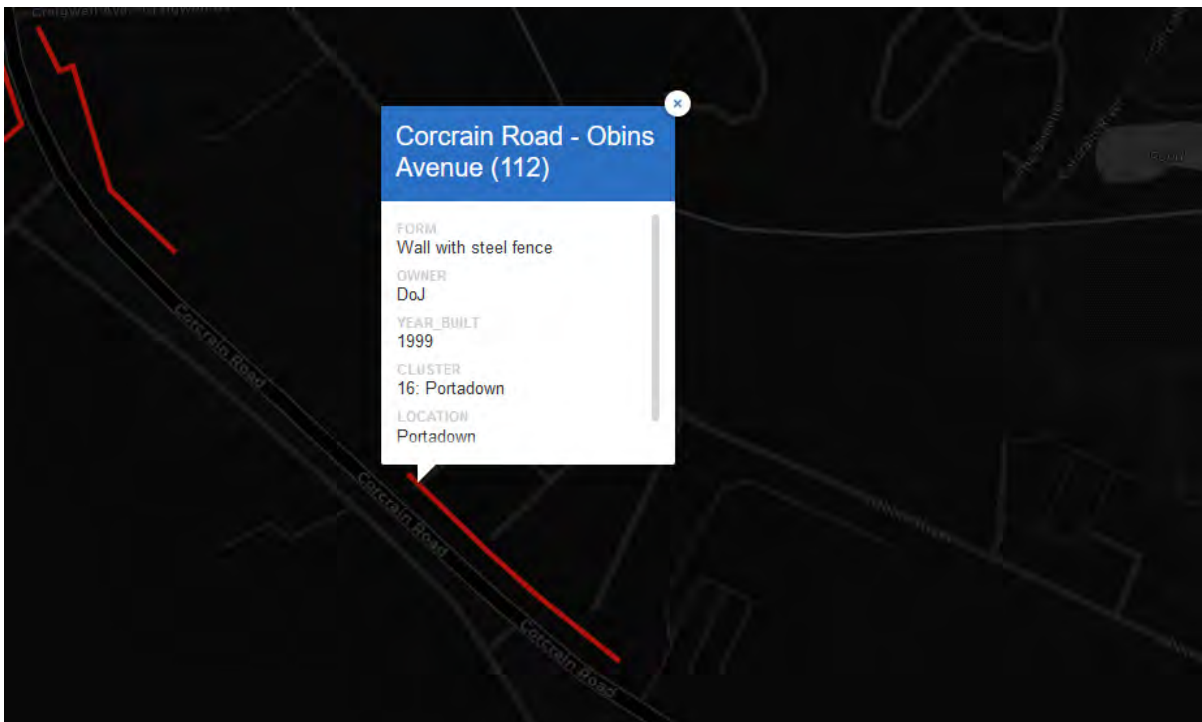 Corcrain Road - Obins
Avenue (112)
FORM
Wall with steel fence
OWNER
DoJ
YEAR_BUILT
1999
CLUSTER
16: Portadown
LOCATION
Portadown
Corcrain Road
Corcrain Road
Corcrain Road